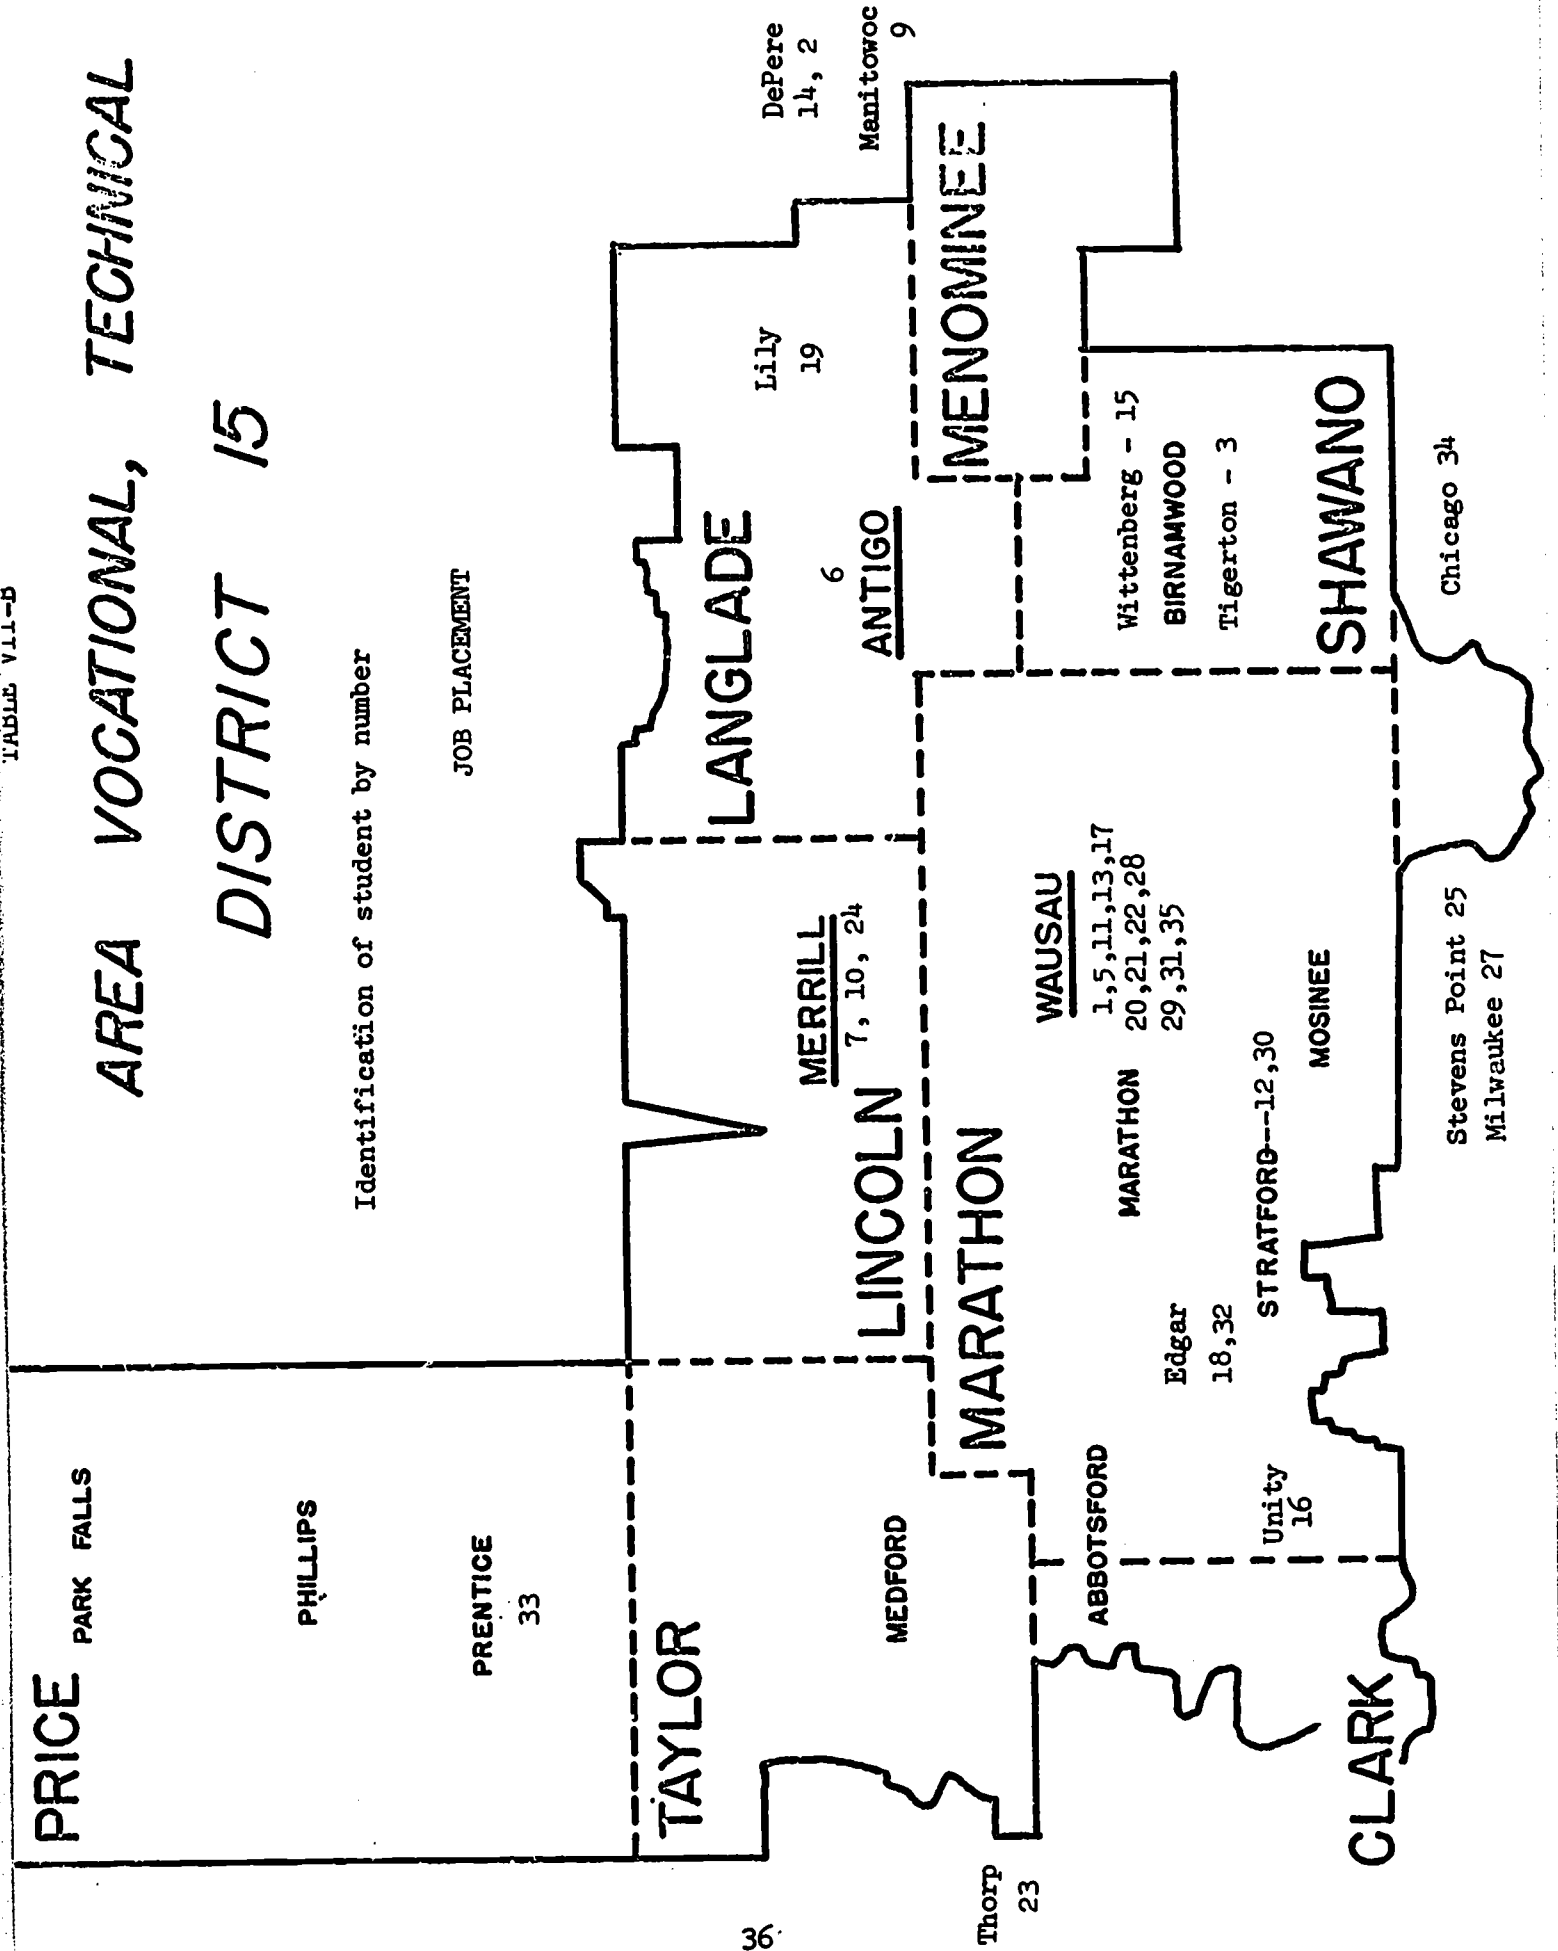 TABLE VII-B
AREA VOCATIONAL, TECHNICAL
DISTRICT 15
Identification of student by number
JOB PLACEMENT
PRICE
PARK FALLS
PHILLIPS
PRENTICE
33
TAYLOR
MEDFORD
LINCOLN
MERRILL
7, 10, 24
LANGLADE
6
ANTIGO
Lily
19
DePere
14, 2
Manitowoc
9
MENOMINEE
MARATHON
WAUSAU
1,5,11,13,17
20,21,22,28
29,31,35
MARATHON
Edgar
18,32
STRATFORD--12,30
MOSINEE
ABBOTSFORD
Unity
16
CLARK
Thorp
23
Wittenberg - 15
BIRNAMWOOD
Tigerton - 3
SHAWANO
Stevens Point 25
Milwaukee 27
Chicago 34
36